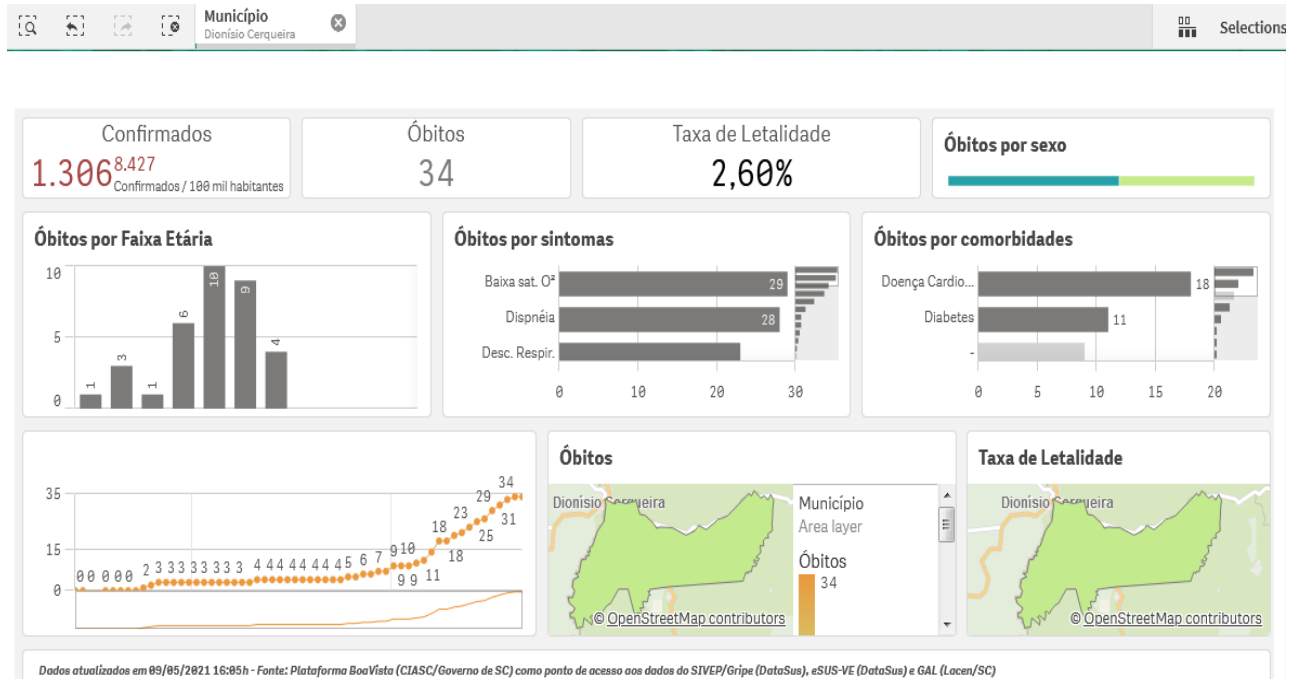 Município
Dionísio Cerqueira
Selections
Confirmados
1.306 8.427
Confirmados / 100 mil habitantes
Óbitos
34
Taxa de Letalidade
2,60%
Óbitos por sexo
Óbitos por Faixa Etária
10
5
0
1
3
1
6
10
9
4
Óbitos por sintomas
Baixa sat. O²
29
Dispnéia
28
Desc. Respir.
0 10 20 30
Óbitos por comorbidades
Doença Cardio...
18
Diabetes
11
-
0 5 10 15 20
35
15
0
0 0 0 0 0 2 3 3 3 3 3 3 3 3 3 4 4 4 4 4 4 4 5 6 7 9 10
9 9 11
18
18
23
25
29
31
34
Óbitos
Dionísio Cerqueira
© OpenStreetMap contributors
Município
Area layer
Óbitos
34
Taxa de Letalidade
Dionísio Cerqueira
© OpenStreetMap contributors
Dados atualizados em 09/05/2021 16:05h - Fonte: Plataforma BoaVista (CIASC/Governo de SC) como ponto de acesso aos dados do SIVEP/Gripe (DataSus), eSUS-VE (DataSus) e GAL (Lacen/SC)